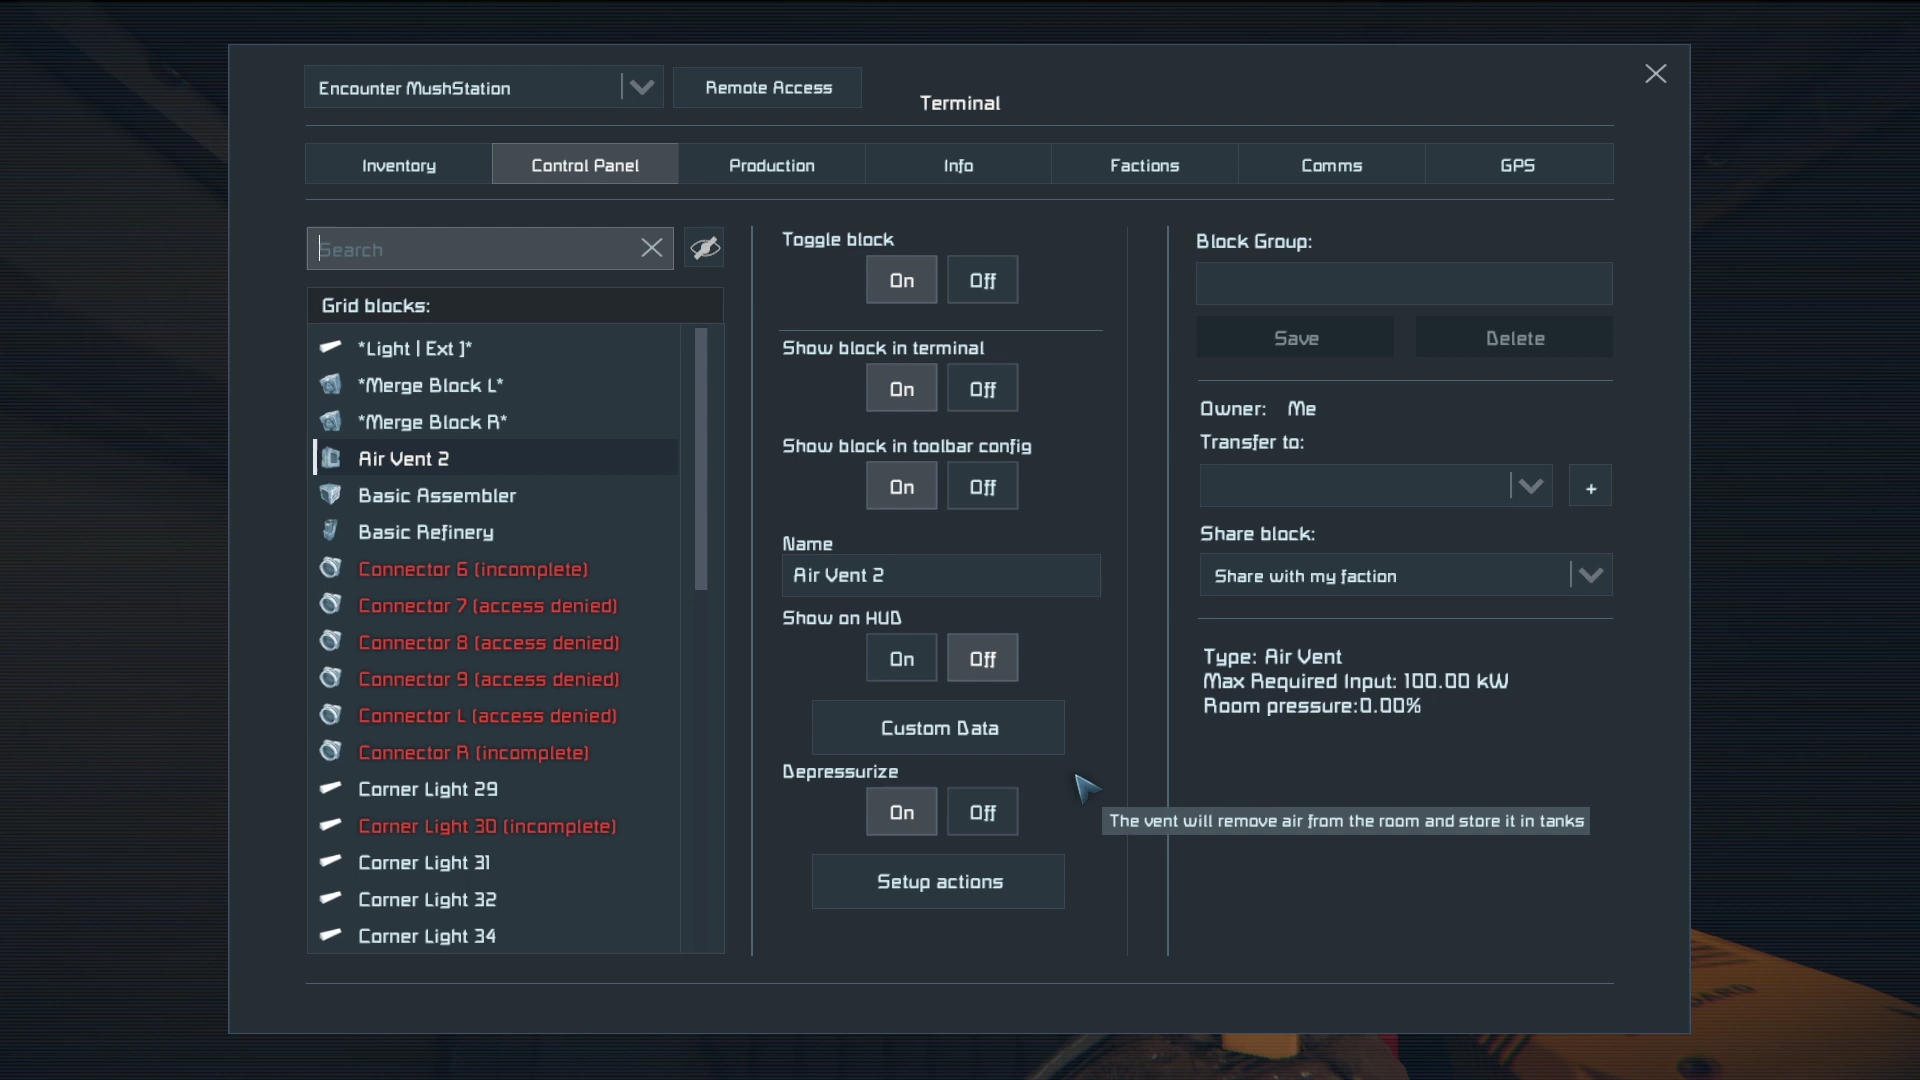 Encounter MushStation
Remote Access
Terminal
Inventory
Control Panel
Production
Info
Factions
Comms
GPS
Search
Grid blocks:
*Light | Ext ]*
*Merge Block L*
*Merge Block R*
Air Vent 2
Basic Assembler
Basic Refinery
Connector 6 (incomplete)
Connector 7 (access denied)
Connector 8 (access denied)
Connector 9 (access denied)
Connector L (access denied)
Connector R (incomplete)
Corner Light 29
Corner Light 30 (incomplete)
Corner Light 31
Corner Light 32
Corner Light 34
Toggle block
On Off
Show block in terminal
On Off
Show block in toolbar config
On Off
Name
Air Vent 2
Show on HUD
On Off
Custom Data
Depressurize
On Off
Setup actions
The vent will remove air from the room and store it in tanks
Block Group:
Save
Delete
Owner: Me
Transfer to:
+
Share block:
Share with my faction
Type: Air Vent
Max Required Input: 100.00 kW
Room pressure:0.00%